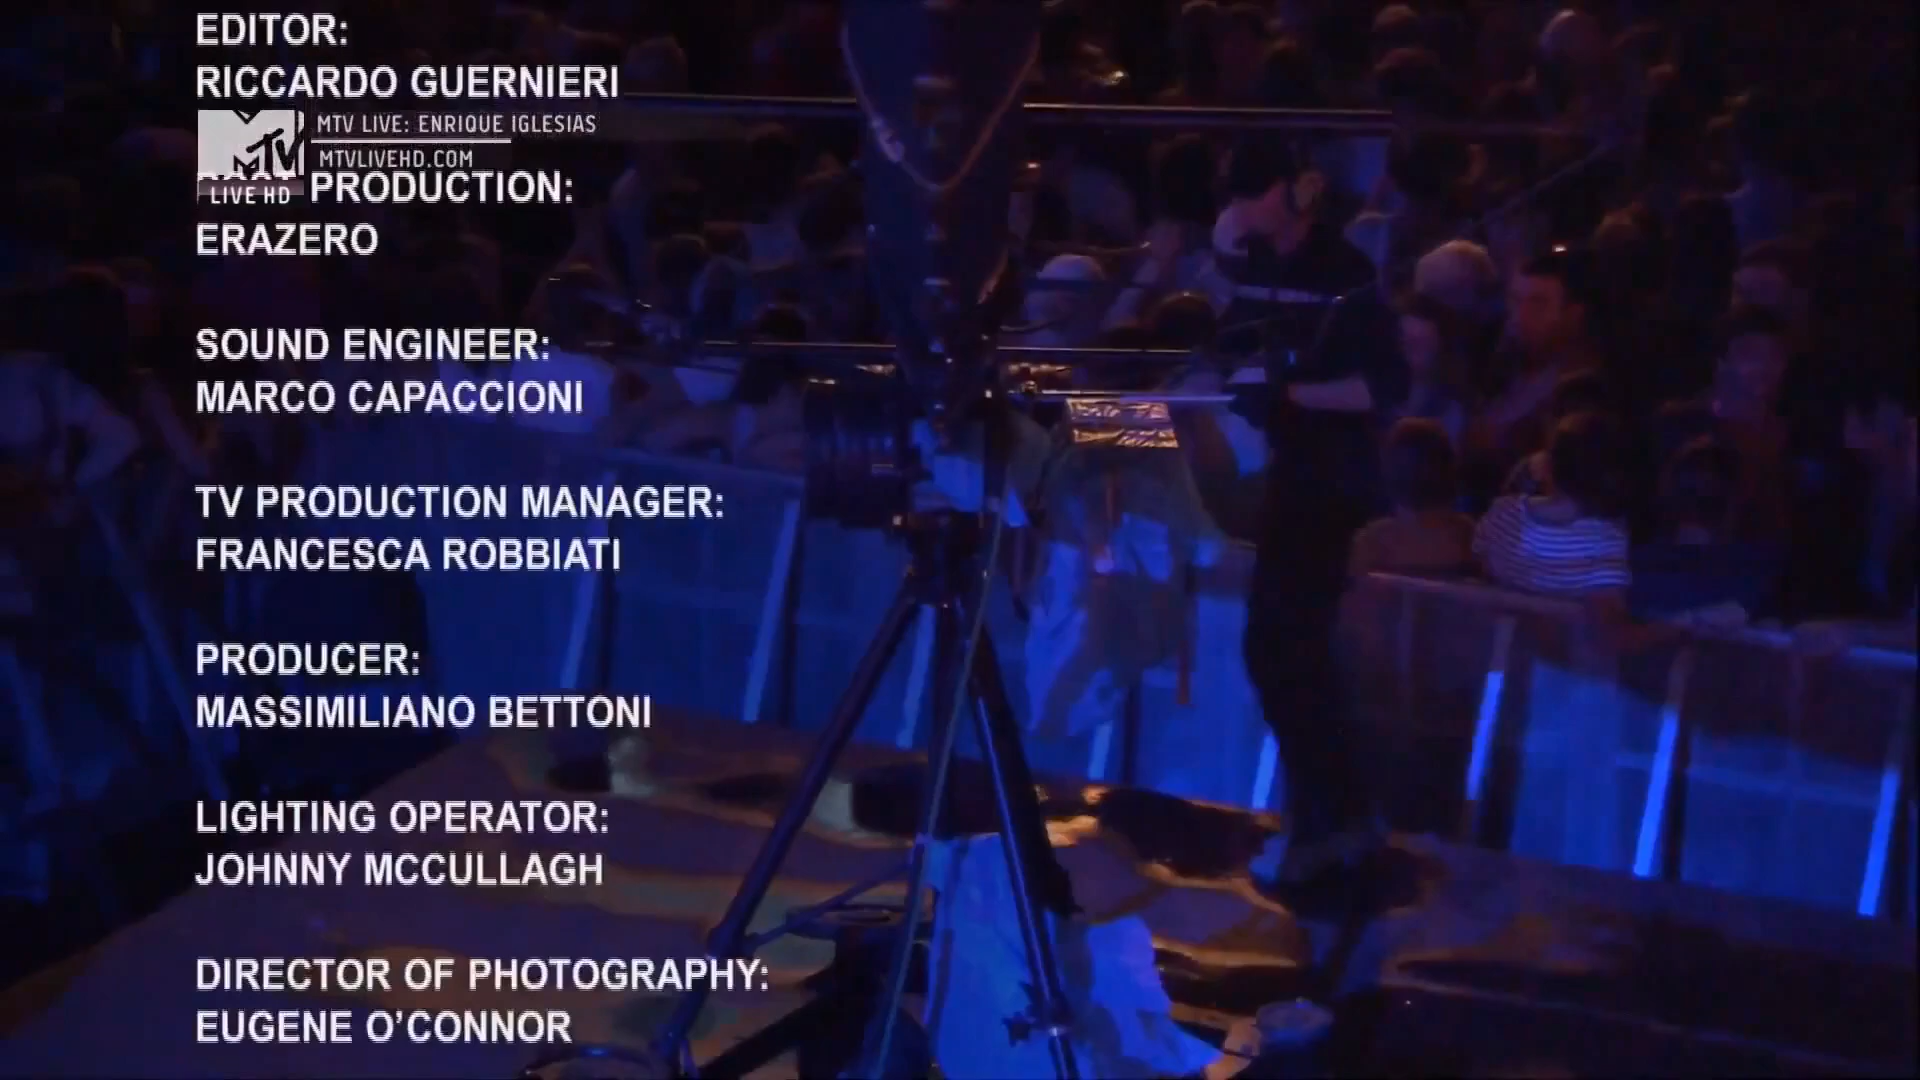 EDITOR:
RICCARDO GUERNIERI
MTV LIVE: ENRIQUE IGLESIAS
MTVLIVEHD.COM
MTV
LIVE HD
PRODUCTION:
ERAZERO
SOUND ENGINEER:
MARCO CAPACCIONI
TV PRODUCTION MANAGER:
FRANCESCA ROBBIATI
PRODUCER:
MASSIMILIANO BETTONI
LIGHTING OPERATOR:
JOHNNY MCCULLAGH
DIRECTOR OF PHOTOGRAPHY:
EUGENE O’CONNOR